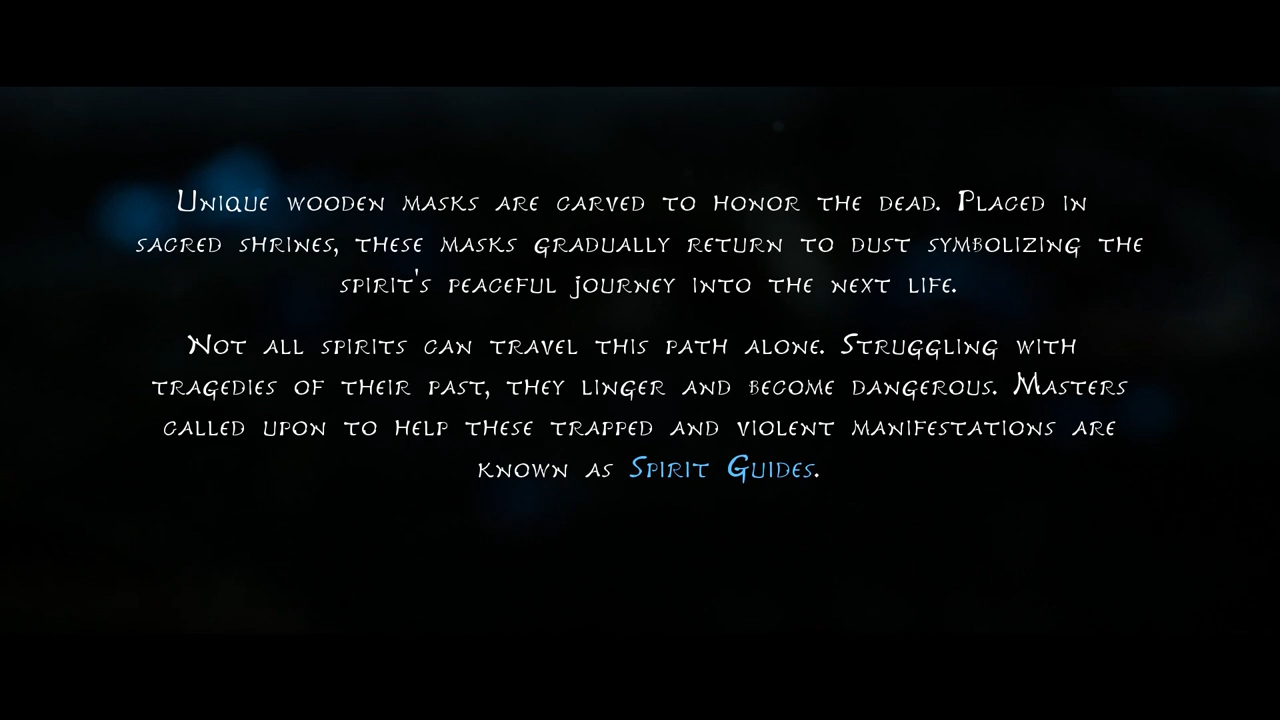 Unique wooden masks are carved to honor the dead. Placed in
sacred shrines, these masks gradually return to dust symbolizing the
spirit's peaceful journey into the next life.
Not all spirits can travel this path alone. Struggling with
tragedies of their past, they linger and become dangerous. Masters
called upon to help these trapped and violent manifestations are
known as Spirit Guides.